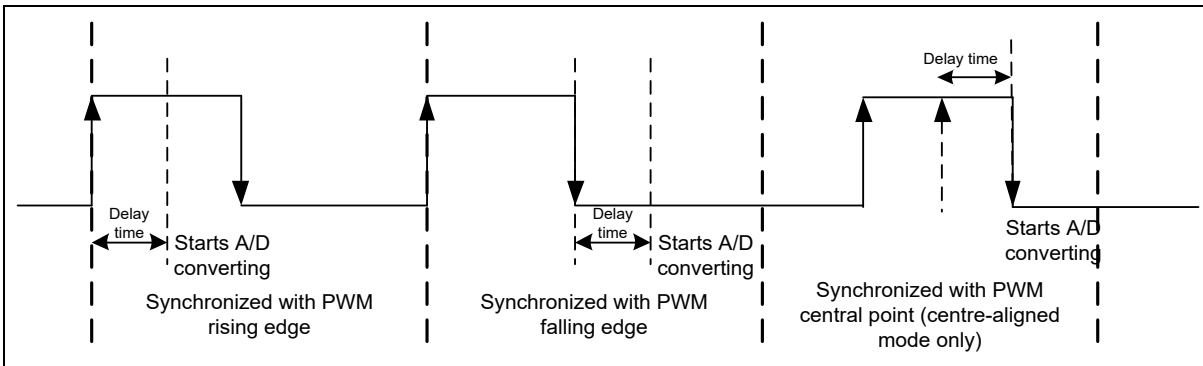 Delay
time
Starts A/D
converting
Synchronized with PWM
rising edge
Delay
time
Starts A/D
converting
Synchronized with PWM
falling edge
Delay time
Starts A/D
converting
Synchronized with PWM
central point (centre-aligned
mode only)